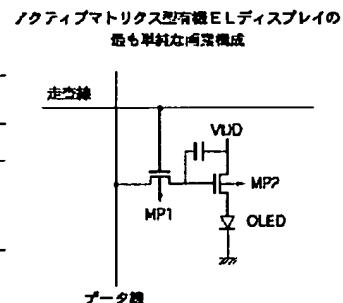 アクティブマトリクス型有機ELディスプレイの
最も単純な画素構成
走査線
VDD
MP2
MP1
OLED
データ線